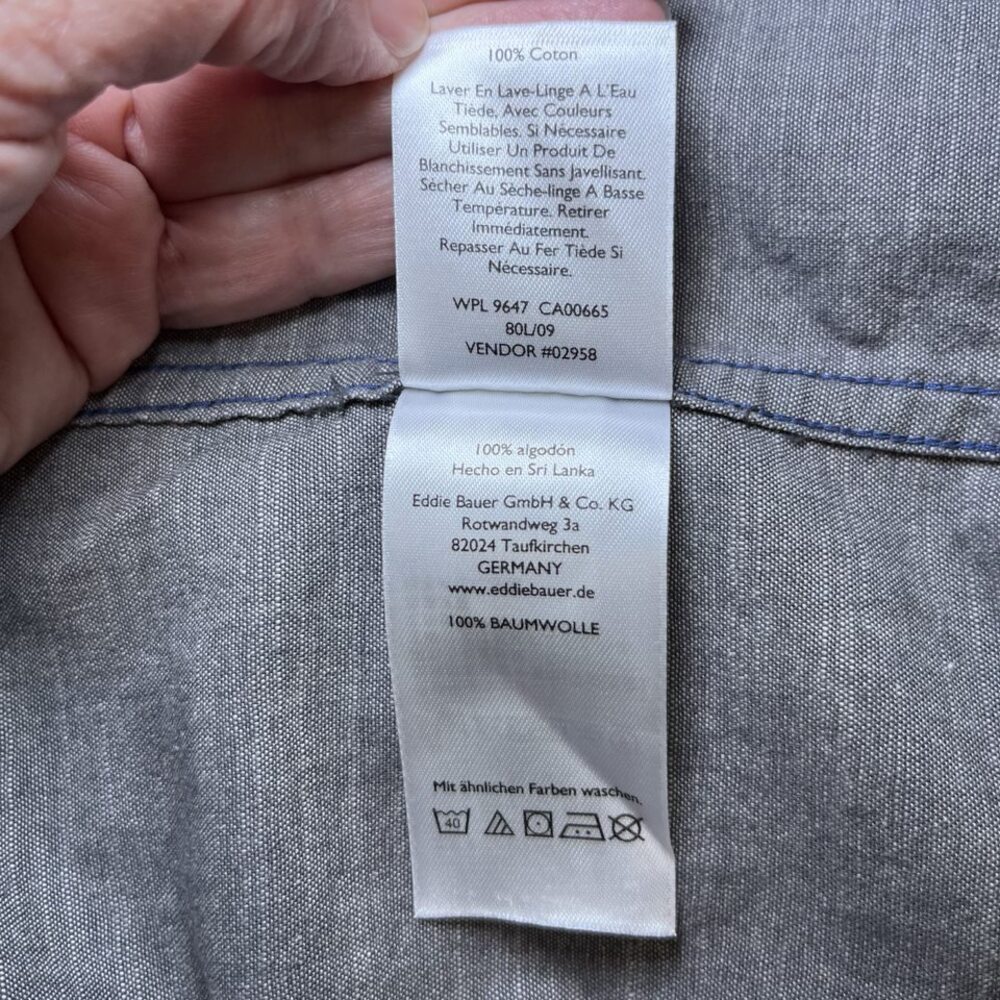 100% Coton
Laver En Lave-Linge A L'Eau
Tiède, Avec Couleurs
Semblables. Si Nécessaire
Utiliser Un Produit De
Blanchissement Sans Javellisant.
Sécher Au Sèche-linge A Basse
Température. Retirer
Immédiatement.
Repasser Au Fer Tiède Si
Nécessaire.
WPL 9647 CA00665
80L/09
VENDOR #02958
100% algodón
Hecho en Sri Lanka
Eddie Bauer GmbH & Co. KG
Rotwandweg 3a
82024 Taufkirchen
GERMANY
www.eddiebauer.de
100% BAUMWOLLE
Mit ähnlichen Farben waschen.
40